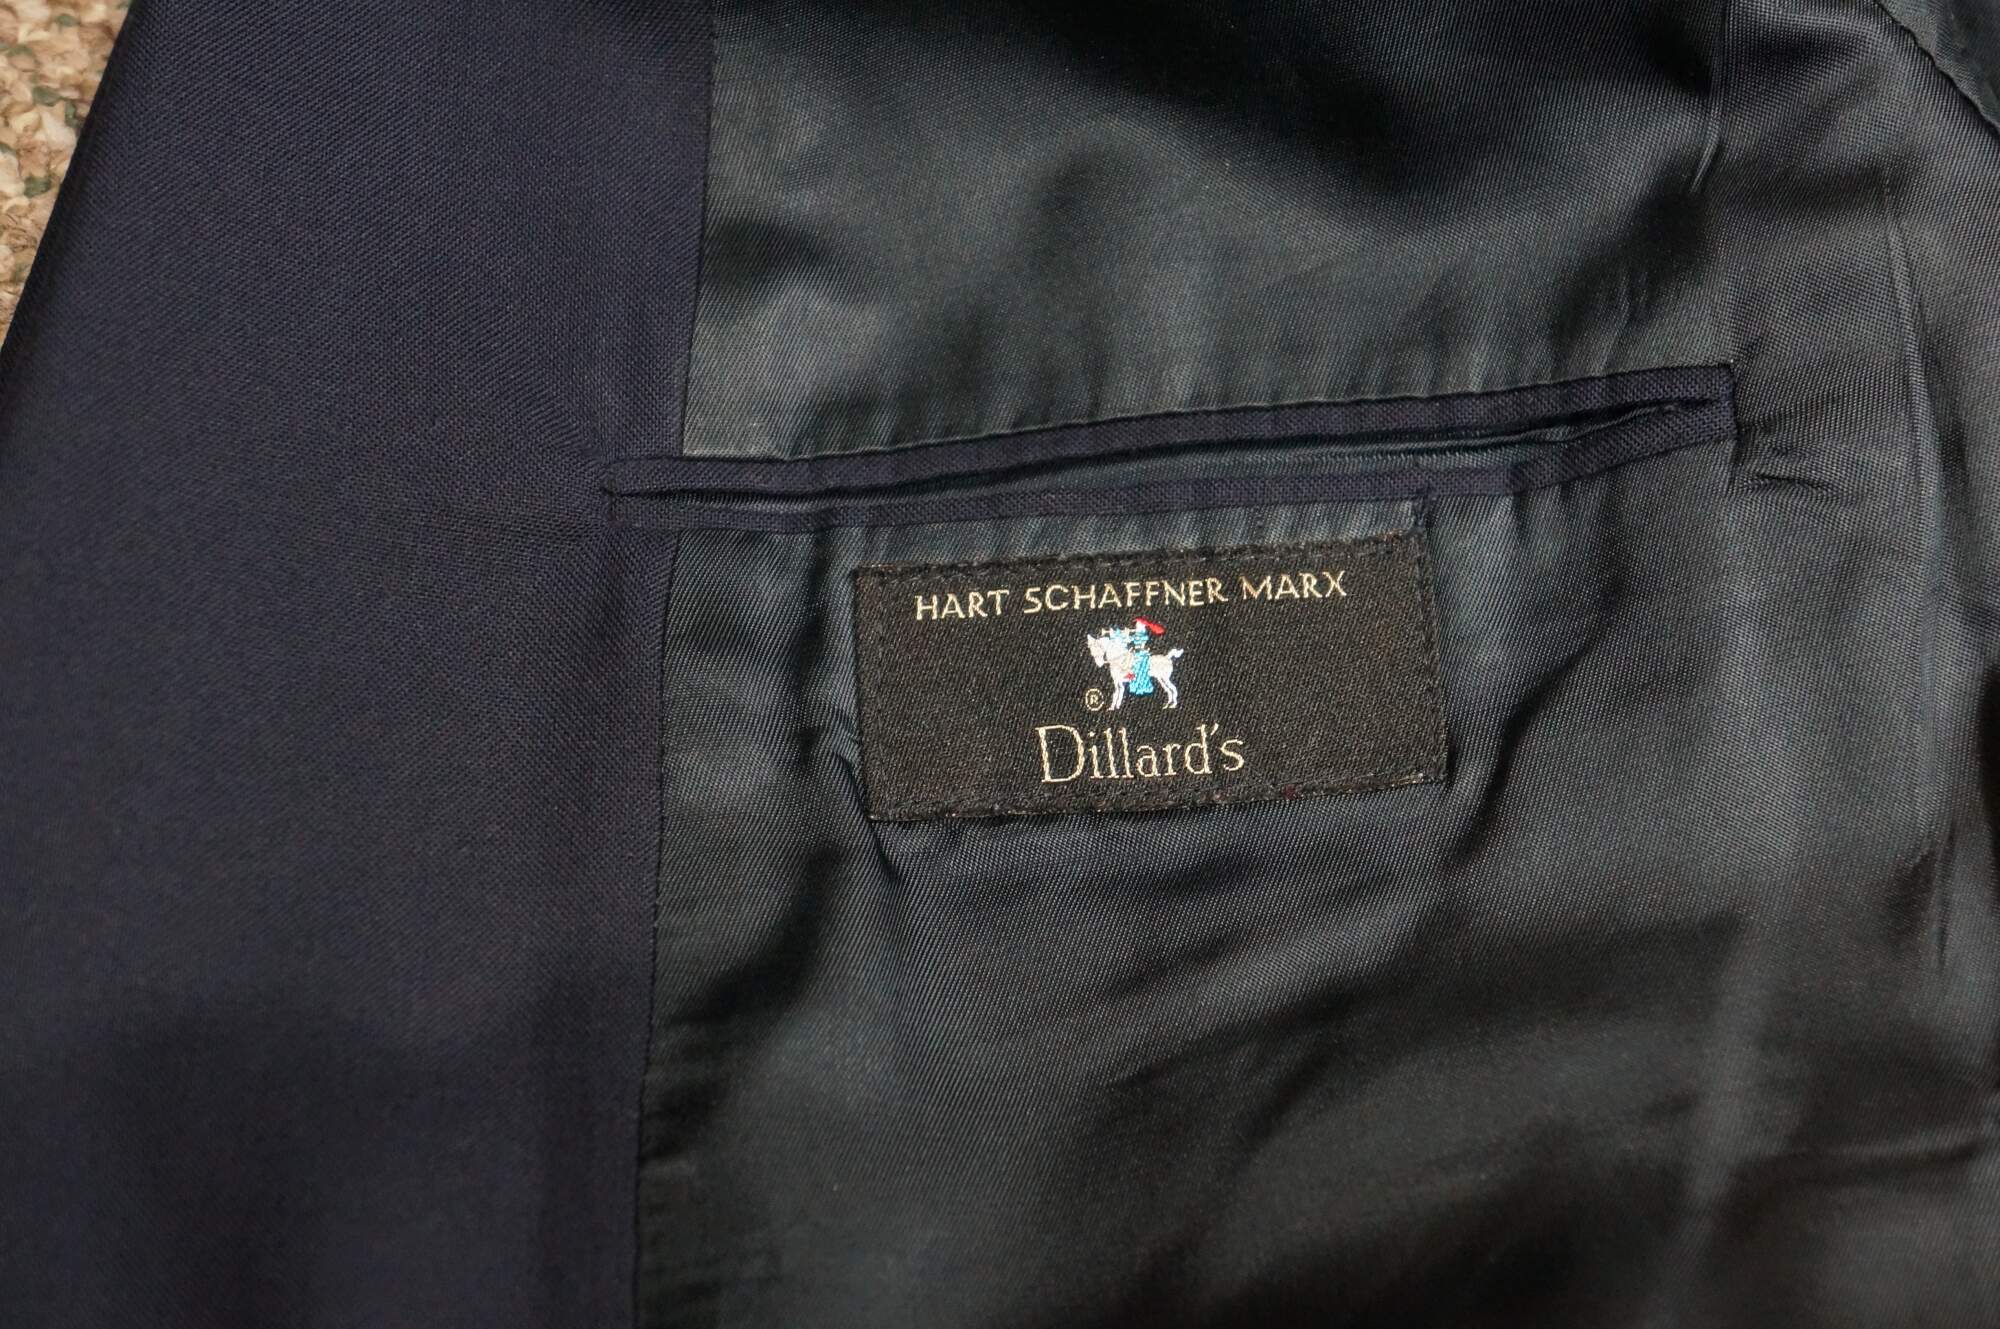 HART SCHAFFNER MARX
®
Dillard's